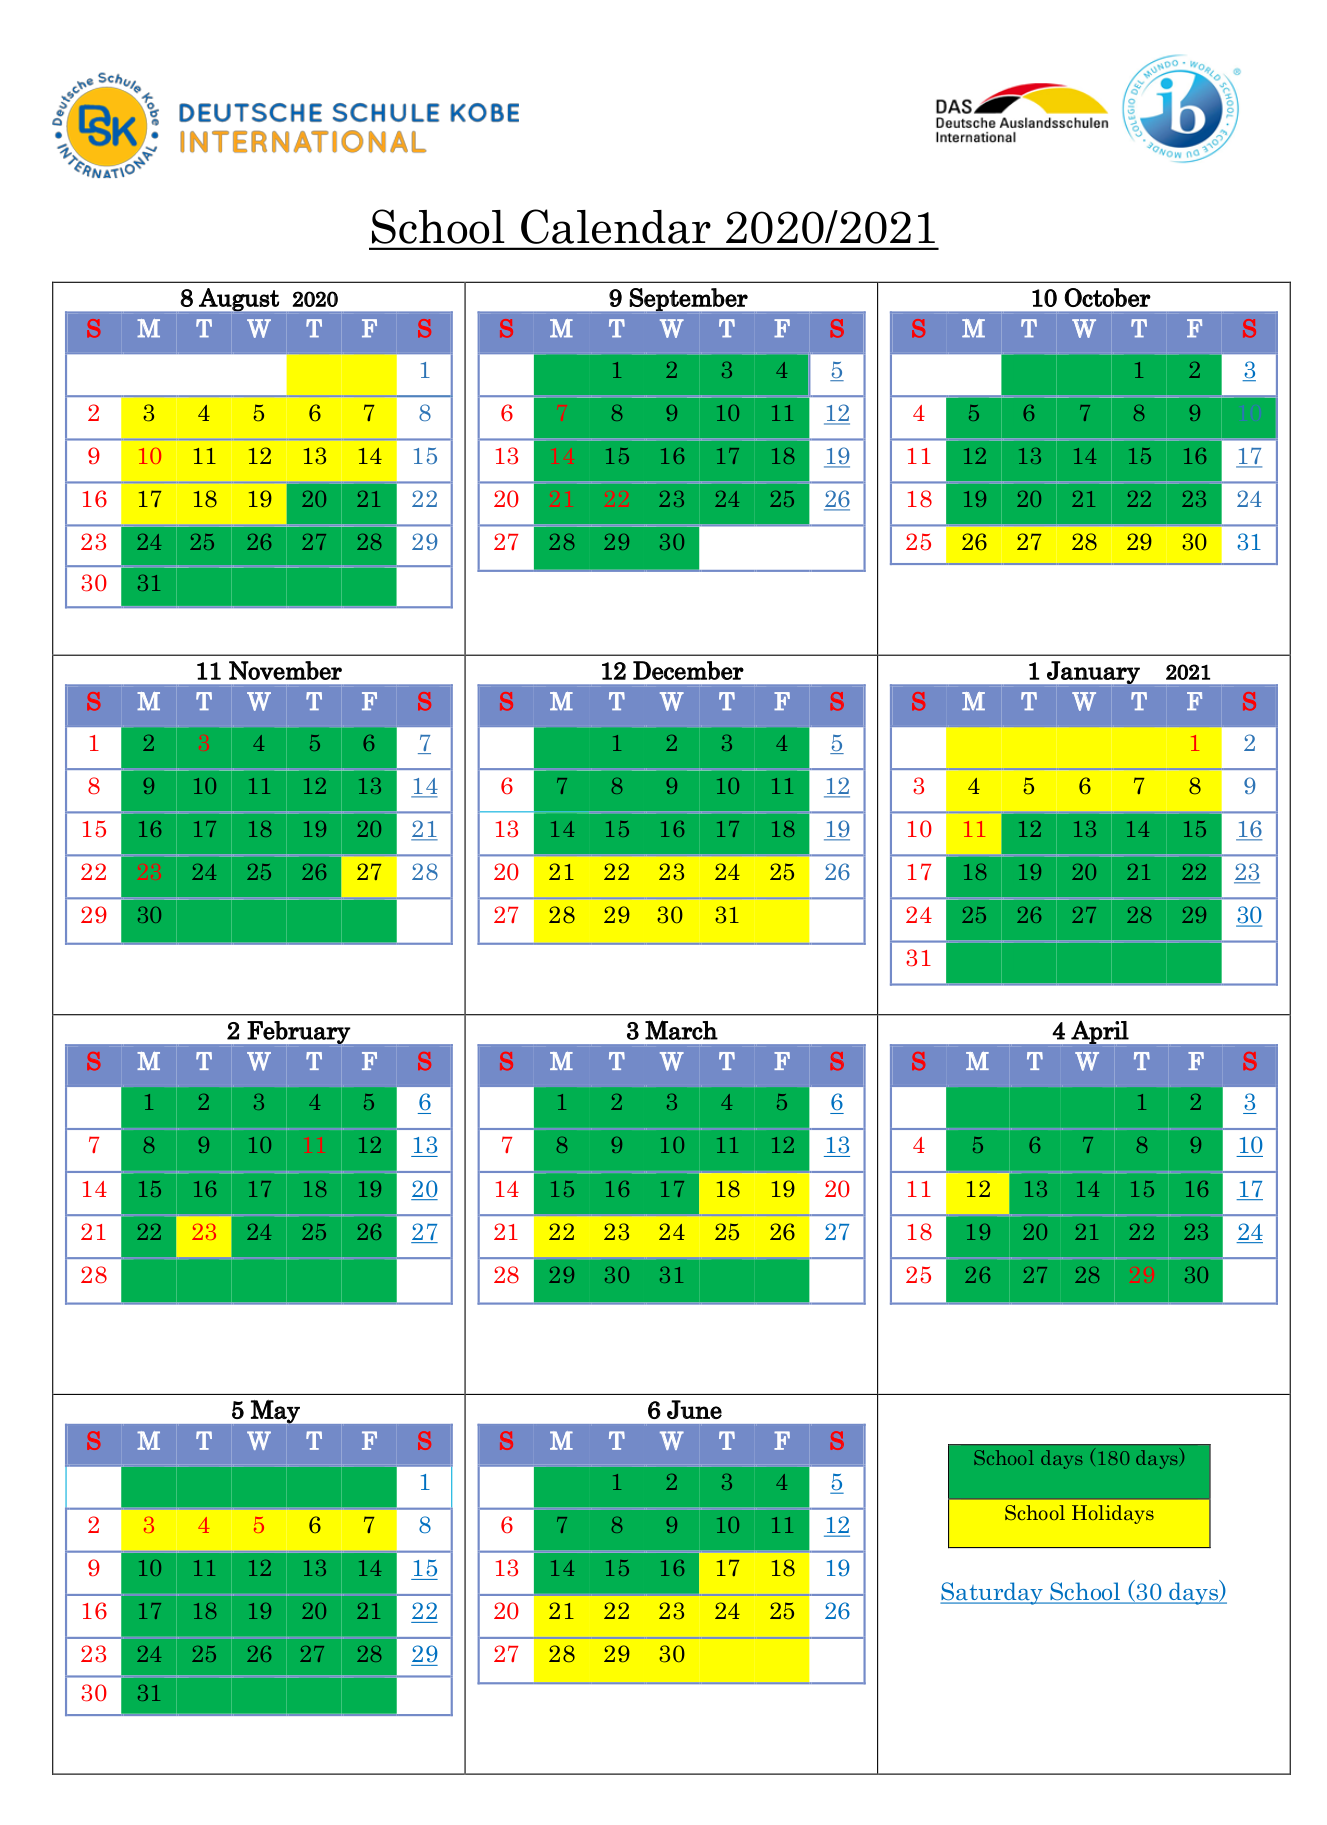 Deutsche Schule Kobe
DSK
INTERNATIONAL
DEUTSCHE SCHULE KOBE
INTERNATIONAL
DAS
Deutsche Auslandsschulen
International
COLEGIO DEL MUNDO · WORLD SCHOOL · ECOLE DU MONDE ·
ib
®
School Calendar 2020/2021
8 August 2020
S M T W T F S
1
2 3 4 5 6 7 8
9 10 11 12 13 14 15
16 17 18 19 20 21 22
23 24 25 26 27 28 29
30 31
9 September
S M T W T F S
1 2 3 4 5
6 7 8 9 10 11 12
13 14 15 16 17 18 19
20 21 22 23 24 25 26
27 28 29 30
10 October
S M T W T F S
1 2 3
4 5 6 7 8 9 10
11 12 13 14 15 16 17
18 19 20 21 22 23 24
25 26 27 28 29 30 31
11 November
S M T W T F S
1 2 3 4 5 6 7
8 9 10 11 12 13 14
15 16 17 18 19 20 21
22 23 24 25 26 27 28
29 30
12 December
S M T W T F S
1 2 3 4 5
6 7 8 9 10 11 12
13 14 15 16 17 18 19
20 21 22 23 24 25 26
27 28 29 30 31
1 January 2021
S M T W T F S
1 2
3 4 5 6 7 8 9
10 11 12 13 14 15 16
17 18 19 20 21 22 23
24 25 26 27 28 29 30
31
2 February
S M T W T F S
1 2 3 4 5 6
7 8 9 10 11 12 13
14 15 16 17 18 19 20
21 22 23 24 25 26 27
28
3 March
S M T W T F S
1 2 3 4 5 6
7 8 9 10 11 12 13
14 15 16 17 18 19 20
21 22 23 24 25 26 27
28 29 30 31
4 April
S M T W T F S
1 2 3
4 5 6 7 8 9 10
11 12 13 14 15 16 17
18 19 20 21 22 23 24
25 26 27 28 29 30
5 May
S M T W T F S
1
2 3 4 5 6 7 8
9 10 11 12 13 14 15
16 17 18 19 20 21 22
23 24 25 26 27 28 29
30 31
6 June
S M T W T F S
1 2 3 4 5
6 7 8 9 10 11 12
13 14 15 16 17 18 19
20 21 22 23 24 25 26
27 28 29 30
School days (180 days)
School Holidays
Saturday School (30 days)